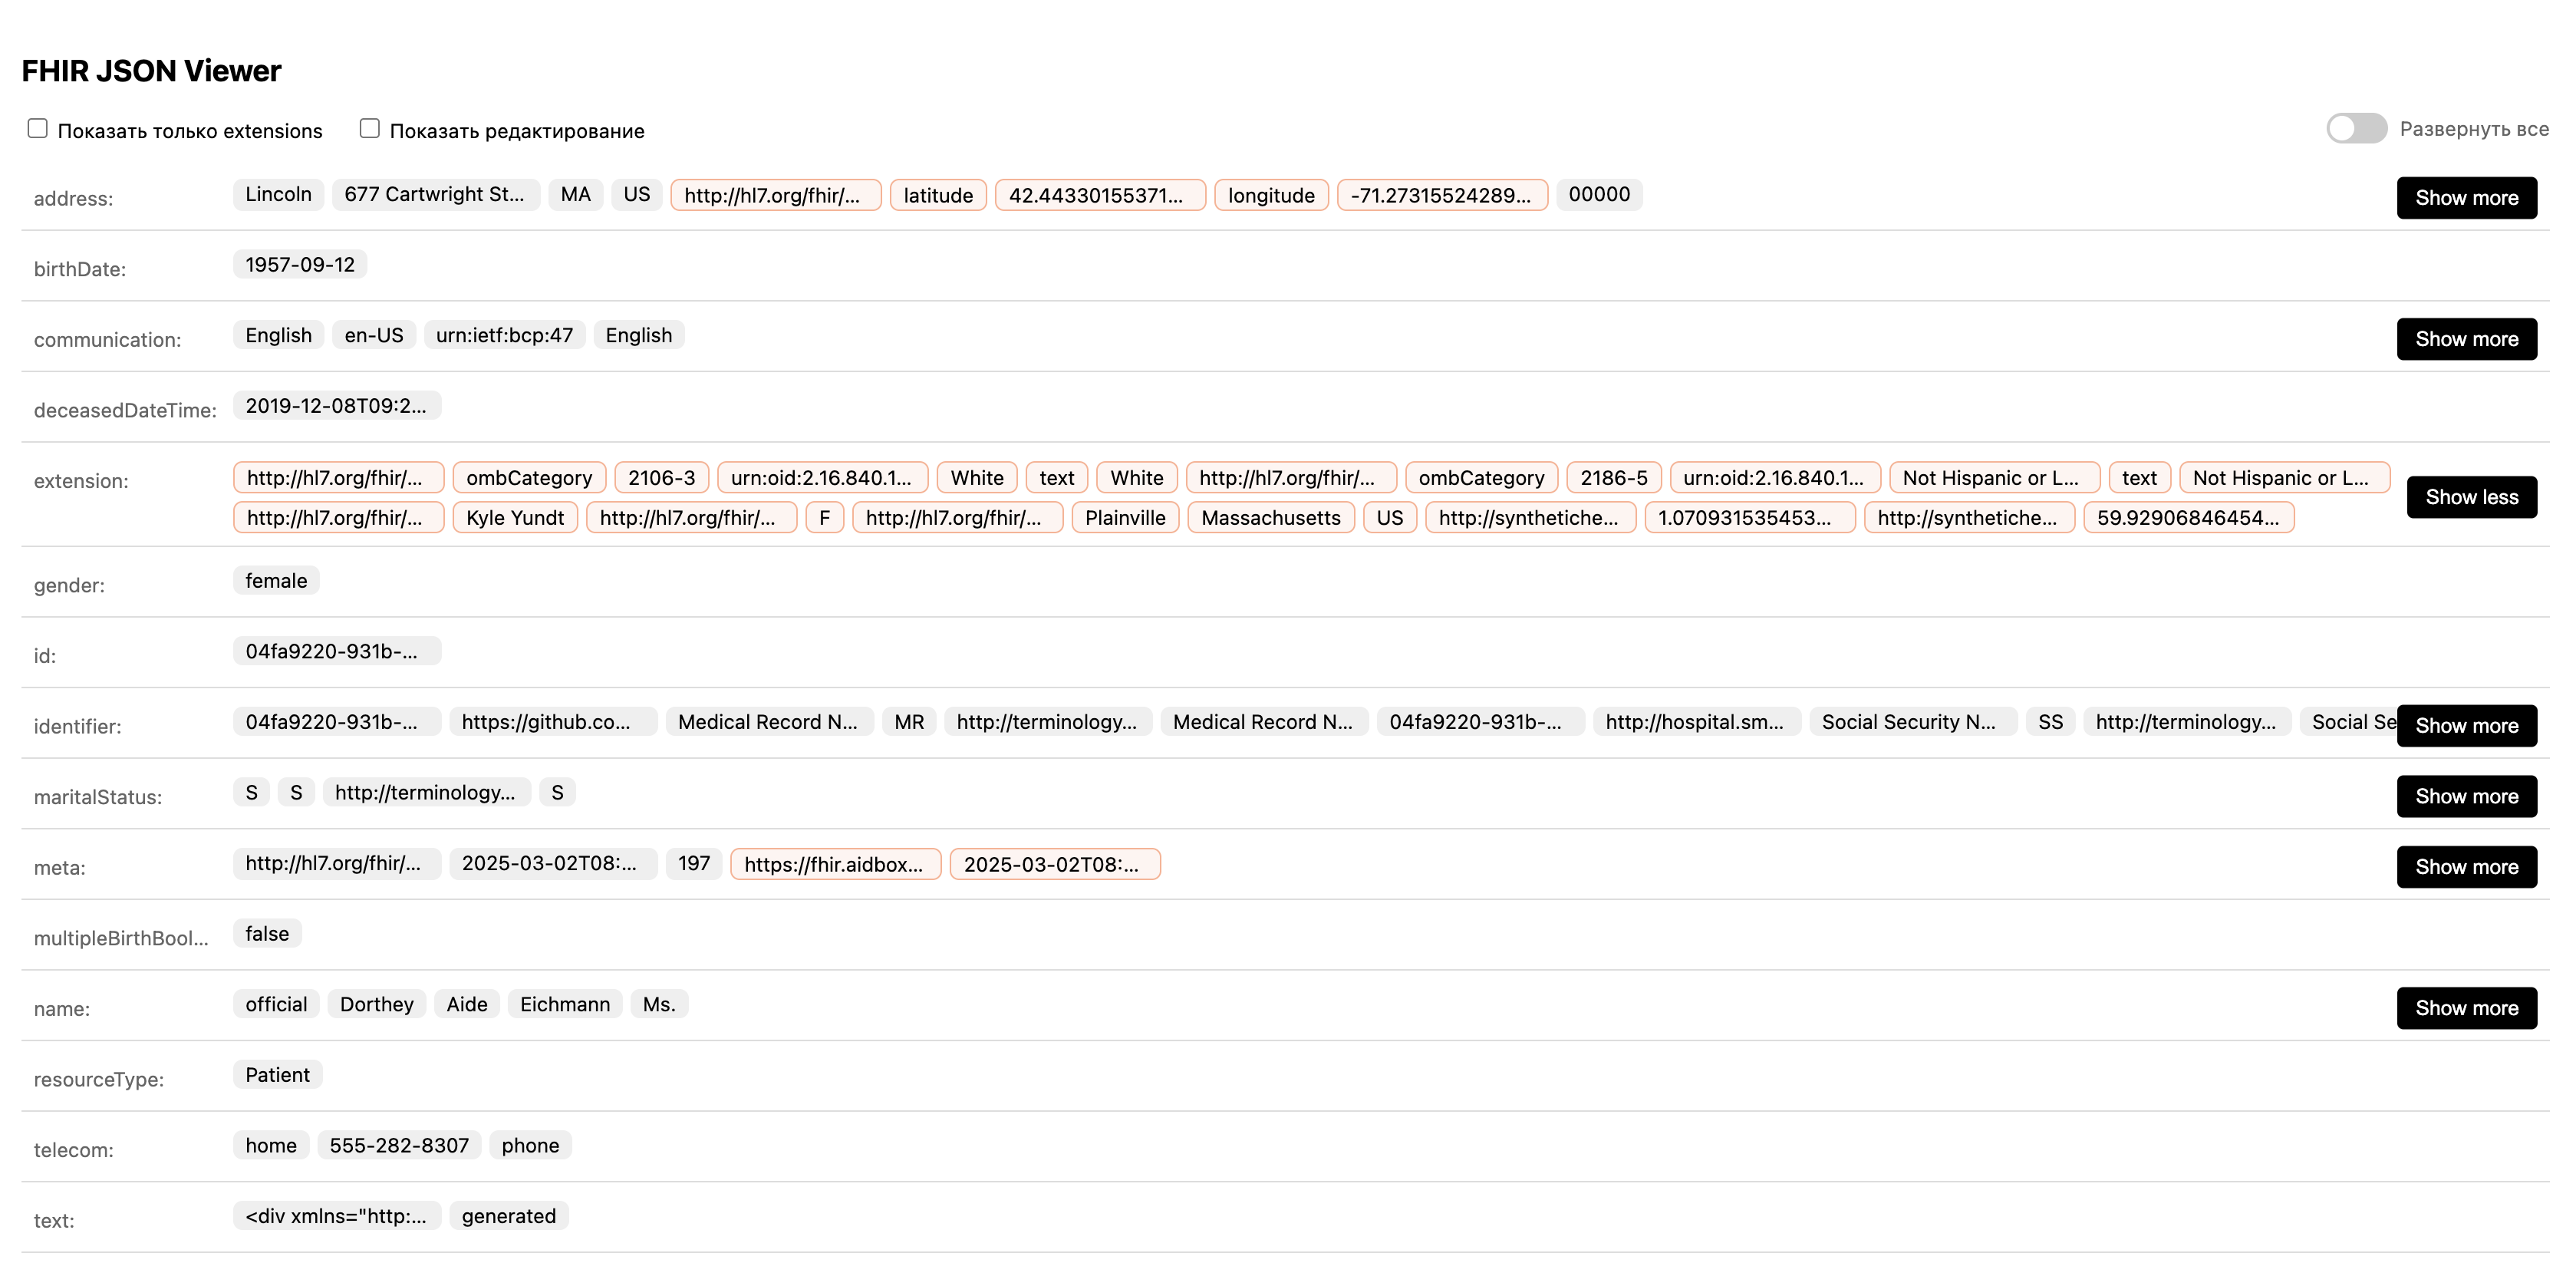 FHIR JSON Viewer
Показать только extensions Показать редактирование Развернуть все
address: Lincoln 677 Cartwright St... MA US http://hl7.org/fhir/... latitude 42.44330155371... longitude -71.27315524289... 00000 Show more
birthDate: 1957-09-12
communication: English en-US urn:ietf:bcp:47 English Show more
deceasedDateTime: 2019-12-08T09:2...
extension: http://hl7.org/fhir/... ombCategory 2106-3 urn:oid:2.16.840.1... White text White http://hl7.org/fhir/... ombCategory 2186-5 urn:oid:2.16.840.1... Not Hispanic or L... text Not Hispanic or L... Show less
http://hl7.org/fhir/... Kyle Yundt http://hl7.org/fhir/... F http://hl7.org/fhir/... Plainville Massachusetts US http://synthetiche... 1.070931535453... http://synthetiche... 59.92906846454...
gender: female
id: 04fa9220-931b-...
identifier: 04fa9220-931b-... https://github.co... Medical Record N... MR http://terminology... Medical Record N... 04fa9220-931b-... http://hospital.sm... Social Security N... SS http://terminology... Social Se Show more
maritalStatus: S S http://terminology... S Show more
meta: http://hl7.org/fhir/... 2025-03-02T08:... 197 https://fhir.aidbox... 2025-03-02T08:... Show more
multipleBirthBool... false
name: official Dorthey Aide Eichmann Ms. Show more
resourceType: Patient
telecom: home 555-282-8307 phone
text: <div xmlns="http:... generated